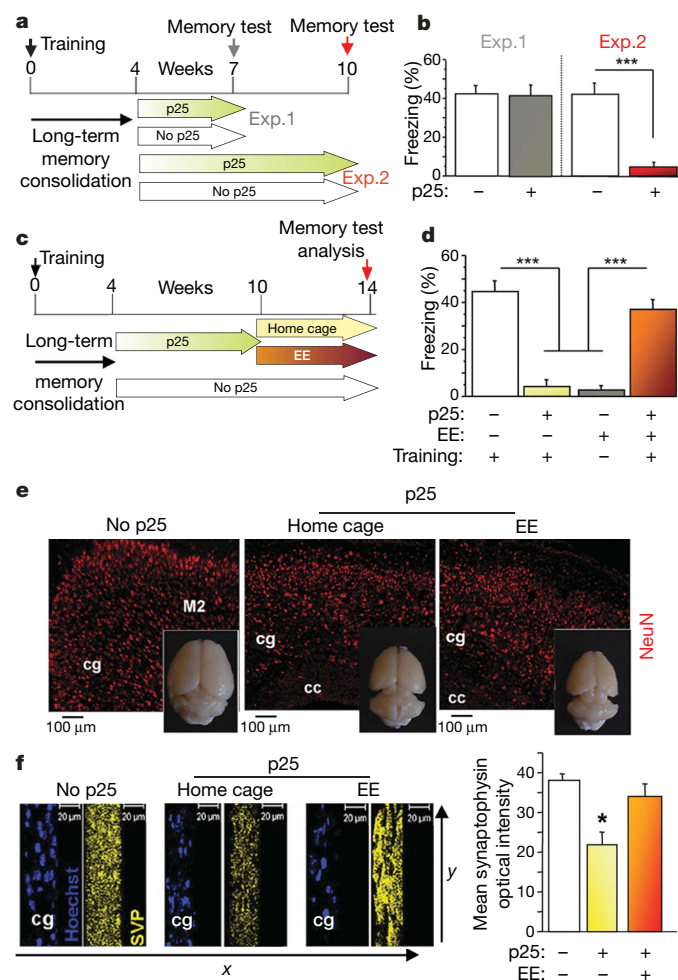 a
Training
Memory test
Memory test
0
4
Weeks
7
10
p25
No p25
Exp.1
Long-term
memory
consolidation
p25
No p25
Exp.2
b
Exp.1
Exp.2
Freezing (%)
60
40
20
0
***
p25: – + – +
c
Training
Memory test
analysis
0
4
Weeks
10
14
Long-term
memory
consolidation
p25
Home cage
EE
No p25
d
Freezing (%)
60
40
20
0
*** ***
p25: – + – +
EE: – – + +
Training: + + – +
e
p25
No p25
Home cage
EE
M2
cg
cg
cc
cg
cc
NeuN
100 μm
100 μm
100 μm
f
p25
No p25
Home cage
EE
20 μm
20 μm
20 μm
20 μm
20 μm
20 μm
cg
Hoechst
SVP
cg
cg
y
x
Mean synaptophysin
optical intensity
40
30
20
10
0
*
p25: – + +
EE: – – +